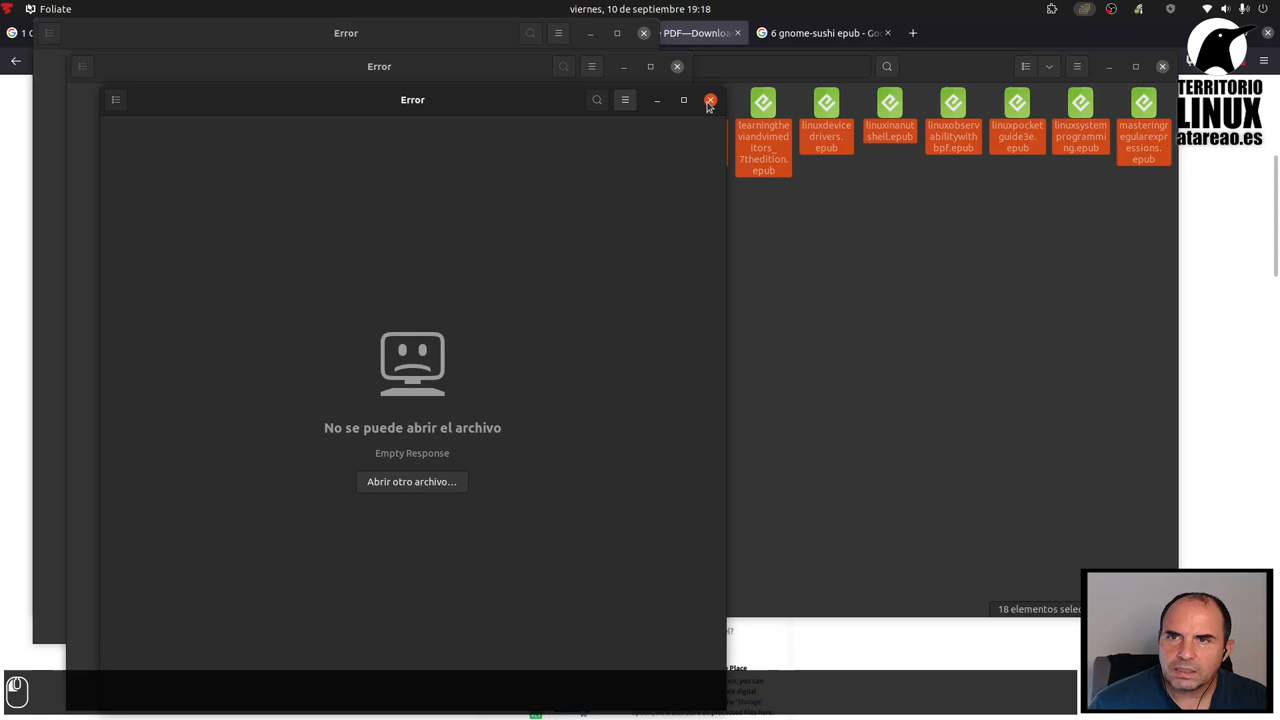 Foliate
viernes, 10 de septiembre 19:18
1 G
Error
PDF—Downloa
6 gnome-sushi epub - Go
Error
Error
learningthe
viandvimed
itors_
7thedition.
epub
linuxdevice
drivers.
epub
linuxinanut
shell.epub
linuxobserv
abilitywith
bpf.epub
linuxpocket
guide3e.
epub
linuxsystem
programmi
ng.epub
masteringr
egularexpr
essions.
epub
TERRITORIO
LINUX
atareao.es
No se puede abrir el archivo
Empty Response
Abrir otro archivo...
18 elementos selec
Place